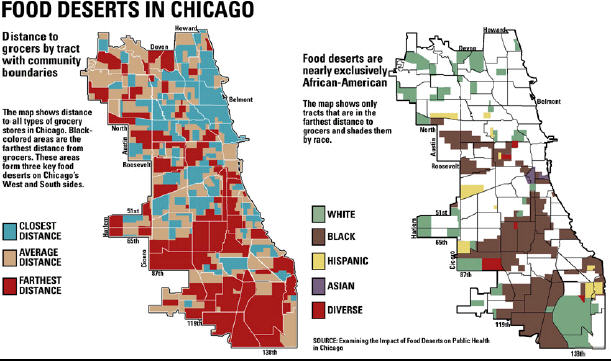 FOOD DESERTS IN CHICAGO
Distance to
grocers by tract
with community
boundaries
The map shows distance
to all types of grocery
stores in Chicago. Black-
colored areas are the
farthest distance from
grocers. These areas
form three key food
deserts on Chicago's
West and South sides.
CLOSEST
DISTANCE
AVERAGE
DISTANCE
FARTHEST
DISTANCE
Howard
Devon
Belmont
North
Austin
Roosevelt
51st
Harlem
65th
Cicero
87th
119th
138th
Food deserts are
nearly exclusively
African-American
The map shows only
tracts that are in the
farthest distance to
grocers and shades them
by race.
WHITE
BLACK
HISPANIC
ASIAN
DIVERSE
Howard
Devon
Belmont
North
Austin
Roosevelt
51st
Harlem
65th
Cicero
87th
119th
138th
SOURCE: Examining the Impact of Food Deserts on Public Health
in Chicago